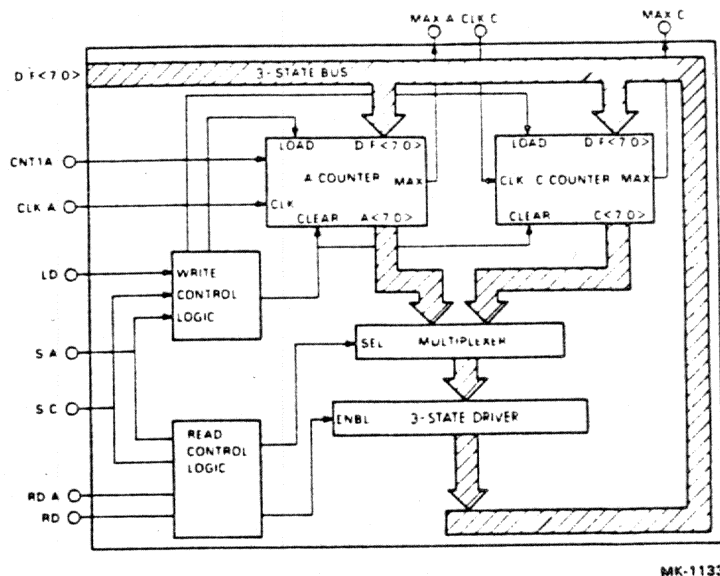 MAX A CLK C MAX C
D F<7 0>
3-STATE BUS
LOAD D F<7 0>
LOAD D F<7 0>
CNT1A
A COUNTER MAX
CLK C COUNTER MAX
CLK A
CLK
CLEAR A<7 0>
CLEAR C<7 0>
LD
WRITE
CONTROL
LOGIC
S A
SEL MULTIPLEXER
S C
ENBL 3-STATE DRIVER
READ
CONTROL
LOGIC
RD A
RD
MK-1133